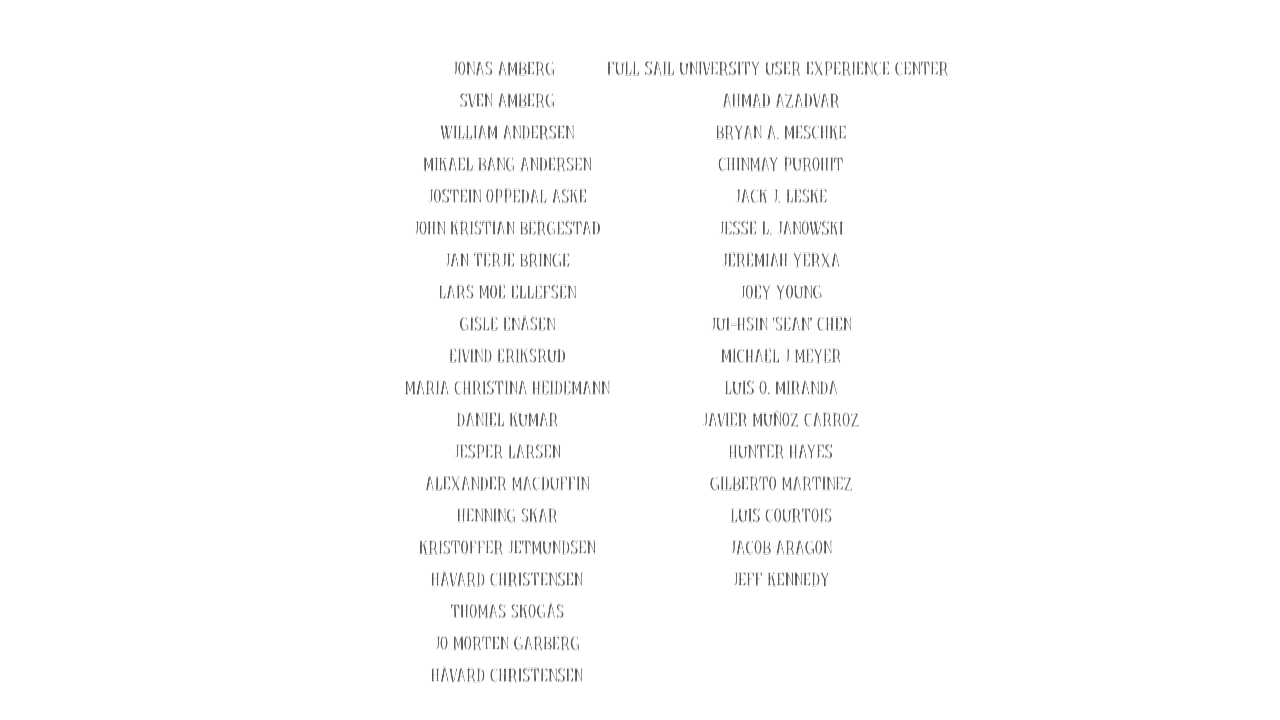 JONAS AMBERG
SVEN AMBERG
WILLIAM ANDERSEN
MIKAEL BANG ANDERSEN
JOSTEIN OPPEDAL ASKE
JOHN KRISTIAN BERGESTAD
JAN TERJE BRINGE
LARS MOE ELLEFSEN
GISLE ENÅSEN
EIVIND ERIKSRUD
MARIA CHRISTINA HEIDEMANN
DANIEL KUMAR
JESPER LARSEN
ALEXANDER MACDUFFIN
HENNING SKAR
KRISTOFFER JETMUNDSEN
HÅVARD CHRISTENSEN
THOMAS SKOGÅS
JO MORTEN GARBERG
HÅVARD CHRISTENSEN
FULL SAIL UNIVERSITY USER EXPERIENCE CENTER
AHMAD AZADVAR
BRYAN A. MESCHKE
CHINMAY PUROHIT
JACK J. LESKE
JESSE L. JANOWSKI
JEREMIAH YERXA
JOEY YOUNG
JUI-HSIN 'SEAN' CHEN
MICHAEL J MEYER
LUIS O. MIRANDA
JAVIER MUÑOZ CARROZ
HUNTER HAYES
GILBERTO MARTINEZ
LUIS COURTOIS
JACOB ARAGON
JEFF KENNEDY